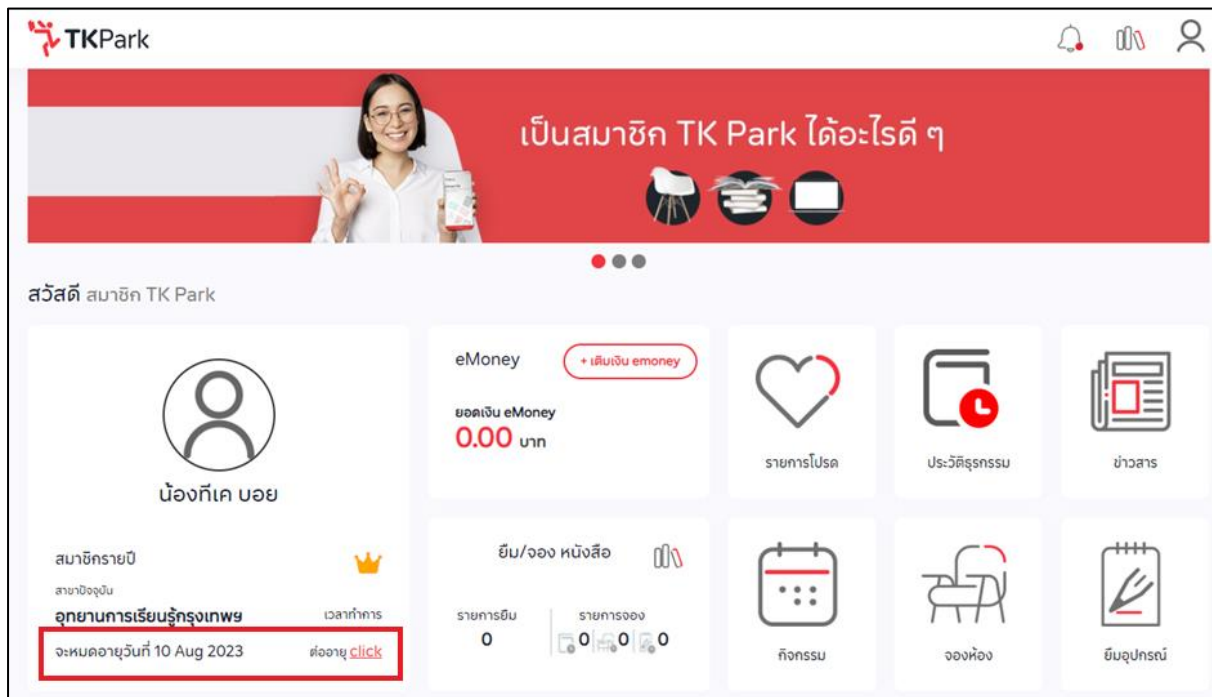 TKPark
เป็นสมาชิก TK Park ได้อะไรดี ๆ
สวัสดี สมาชิก TK Park
น้องทีเค บอย
สมาชิกรายปี
สาขาปัจจุบัน
อุทยานการเรียนรู้กรุงเทพฯ เวลาทำการ
จะหมดอายุวันที่ 10 Aug 2023 ต่ออายุ click
eMoney + เติมเงิน emoney
ยอดเงิน eMoney
0.00 บาท
รายการโปรด
ประวัติธุรกรรม
ข่าวสาร
ยืม/จอง หนังสือ
รายการยืม รายการจอง
0 0 0 0
กิจกรรม
จองห้อง
ยืมอุปกรณ์